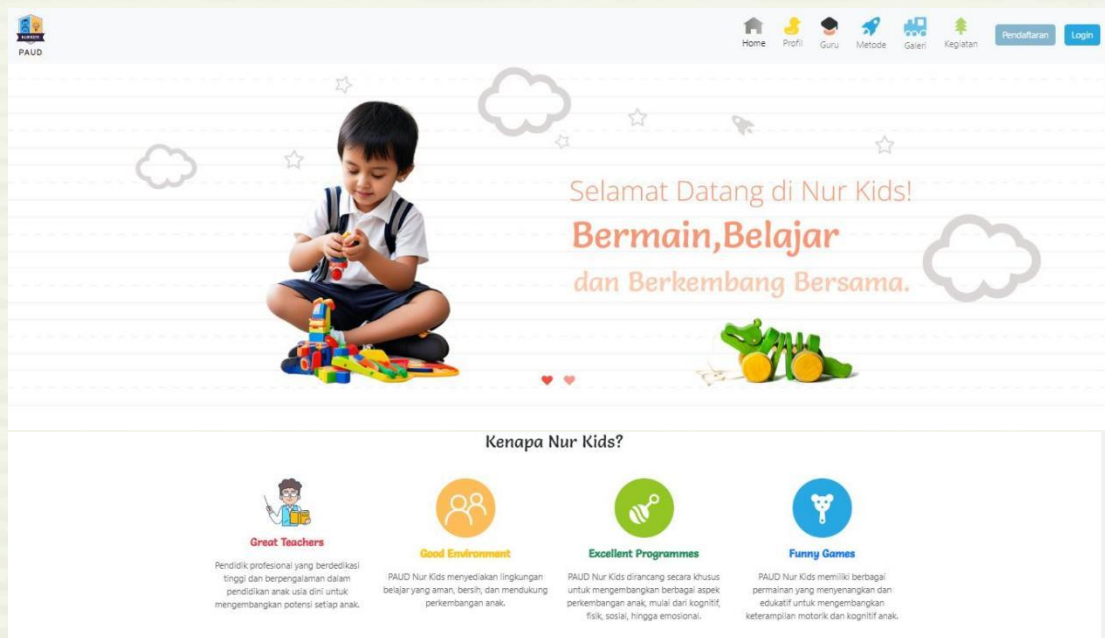 PAUD
Home Profil Guru Metode Galeri Kegiatan Pendaftaran Login
Selamat Datang di Nur Kids!
Bermain,Belajar
dan Berkembang Bersama.
Kenapa Nur Kids?
Great Teachers
Pendidik profesional yang berdedikasi
tinggi dan berpengalaman dalam
pendidikan anak usia dini untuk
mengembangkan potensi setiap anak.
Good Environment
PAUD Nur Kids menyediakan lingkungan
belajar yang aman, bersih, dan mendukung
perkembangan anak.
Excellent Programmes
PAUD Nur Kids dirancang secara khusus
untuk mengembangkan berbagai aspek
perkembangan anak, mulai dari kognitif,
fisik, sosial, hingga emosional.
Funny Games
PAUD Nur Kids memiliki berbagai
permainan yang menyenangkan dan
edukatif untuk mengembangkan
keterampilan motorik dan kognitif anak.